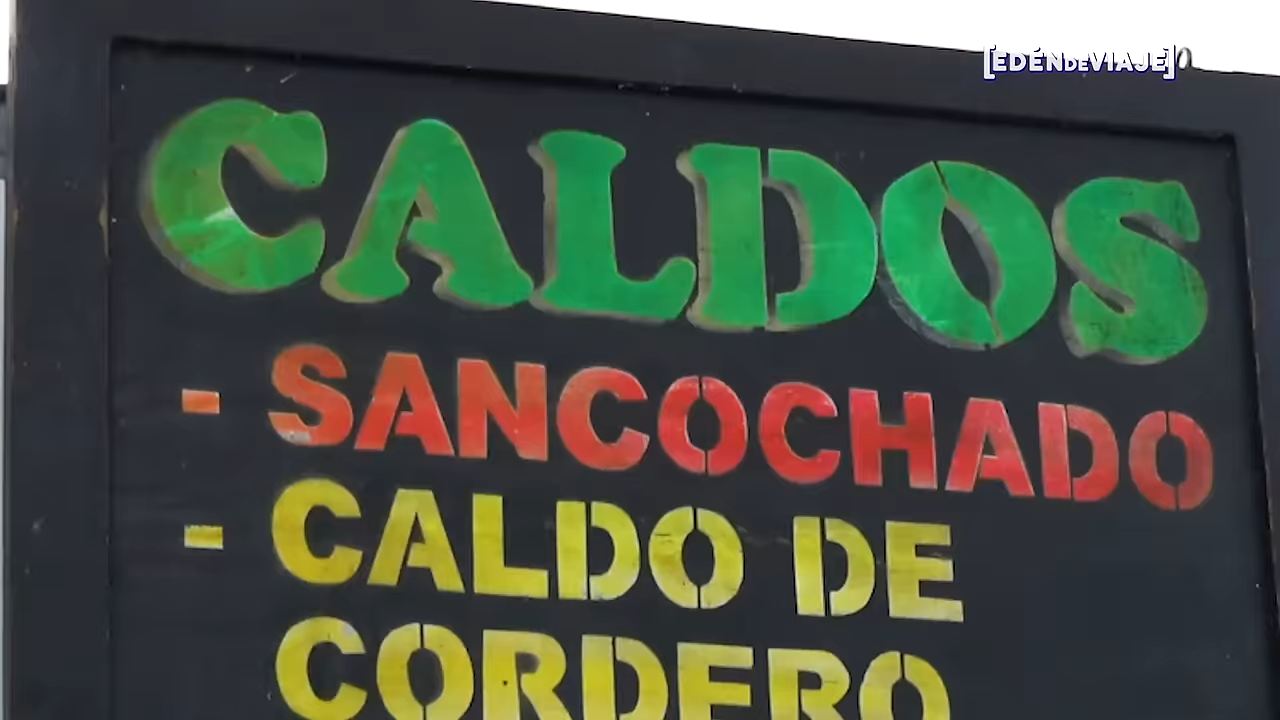 [EDÉNDEVIAJE]
CALDOS
- SANCOCHADO
- CALDO DE
CORDERO